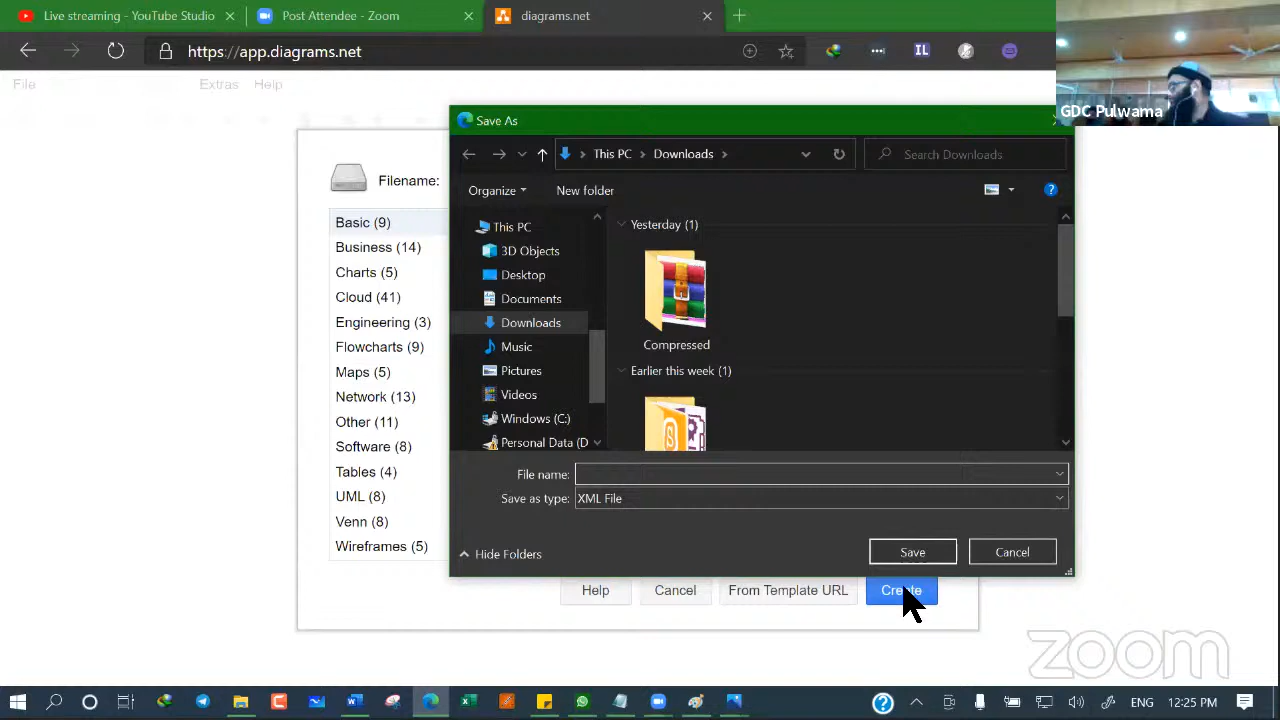 Live streaming - YouTube Studio
Post Attendee - Zoom
diagrams.net
https://app.diagrams.net
IL
File Extras Help
GDC Pulwama
Save As
This PC Downloads
Search Downloads
Filename:
Organize
New folder
Basic (9)
Business (14)
Charts (5)
Cloud (41)
Engineering (3)
Flowcharts (9)
Maps (5)
Network (13)
Other (11)
Software (8)
Tables (4)
UML (8)
Venn (8)
Wireframes (5)
This PC
3D Objects
Desktop
Documents
Downloads
Music
Pictures
Videos
Windows (C:)
Personal Data (D
Yesterday (1)
Compressed
Earlier this week (1)
File name:
Save as type: XML File
Hide Folders
Save
Cancel
Help
Cancel
From Template URL
Create
zoom
ENG
12:25 PM